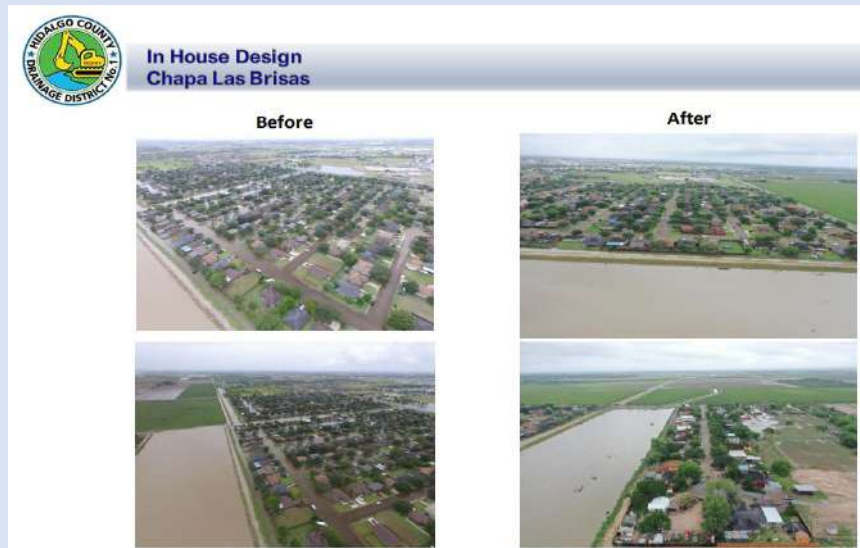 HIDALGO COUNTY
DRAINAGE DISTRICT No.1
In House Design
Chapa Las Brisas
Before
After